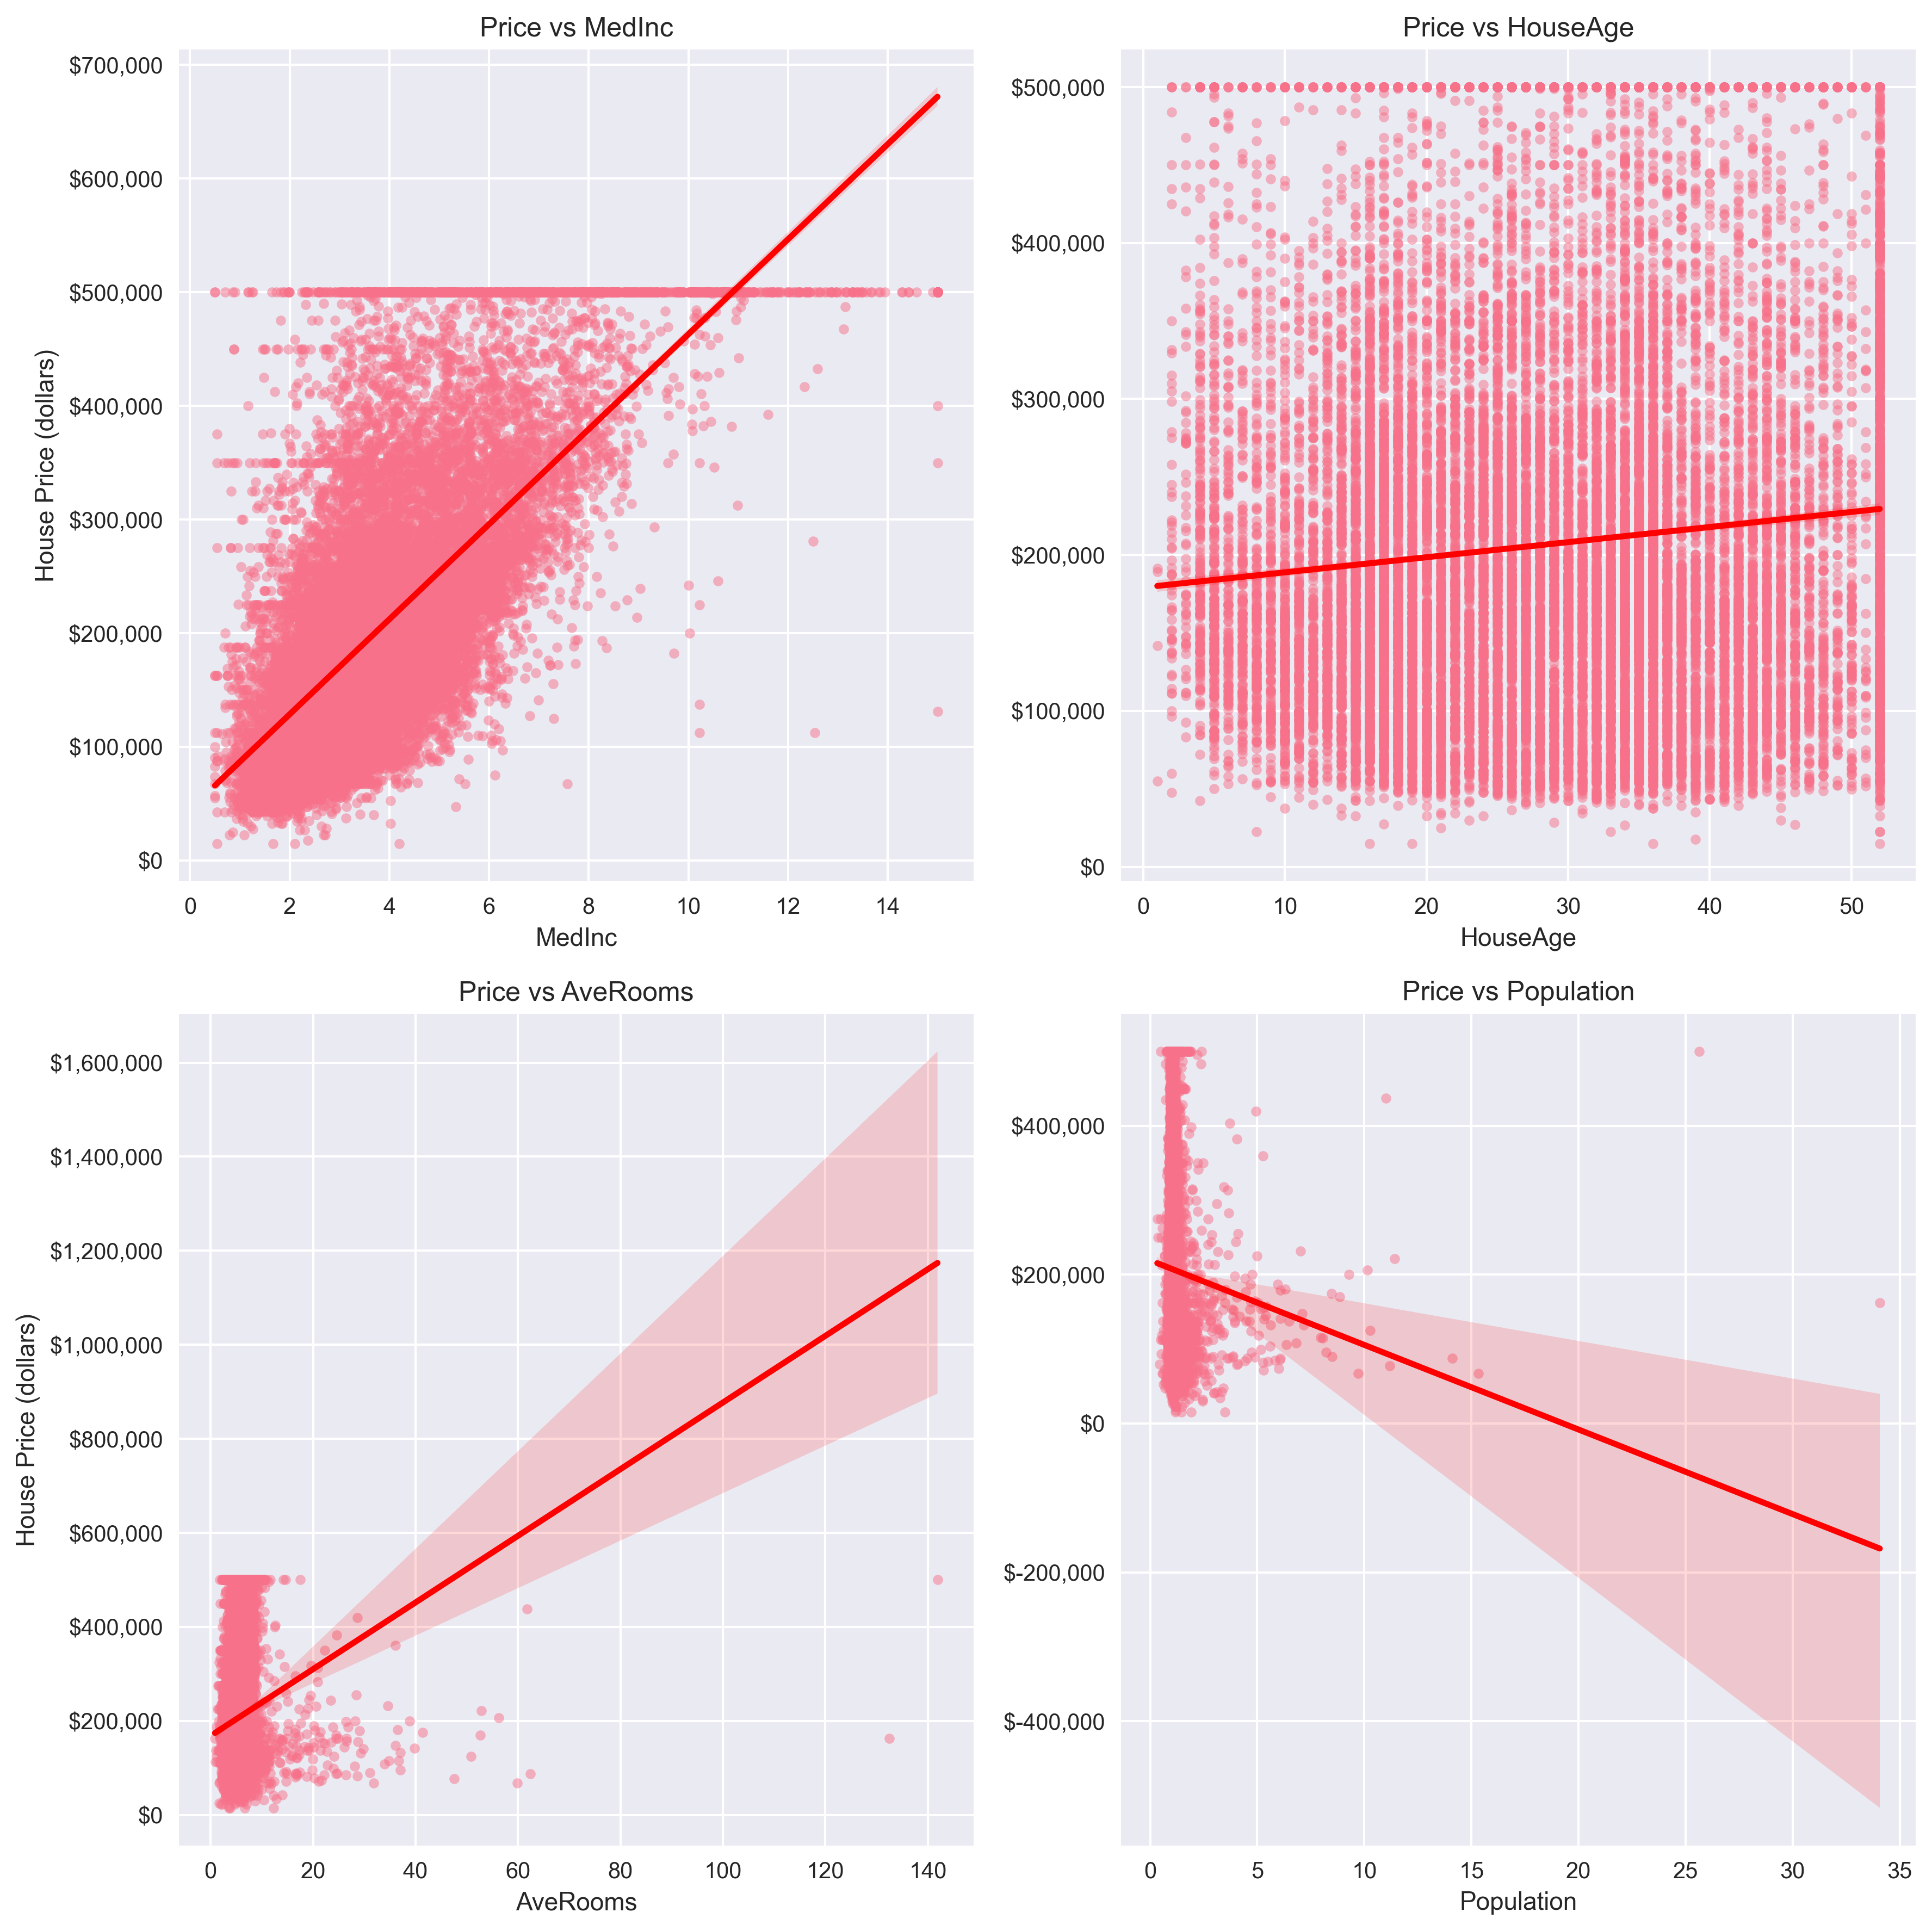 Price vs MedInc
$700,000
$600,000
$500,000
$400,000
$300,000
$200,000
$100,000
$0
House Price (dollars)
0 2 4 6 8 10 12 14
MedInc
Price vs HouseAge
$500,000
$400,000
$300,000
$200,000
$100,000
$0
0 10 20 30 40 50
HouseAge
Price vs AveRooms
$1,600,000
$1,400,000
$1,200,000
$1,000,000
$800,000
$600,000
$400,000
$200,000
$0
House Price (dollars)
0 20 40 60 80 100 120 140
AveRooms
Price vs Population
$400,000
$200,000
$0
$-200,000
$-400,000
0 5 10 15 20 25 30 35
Population